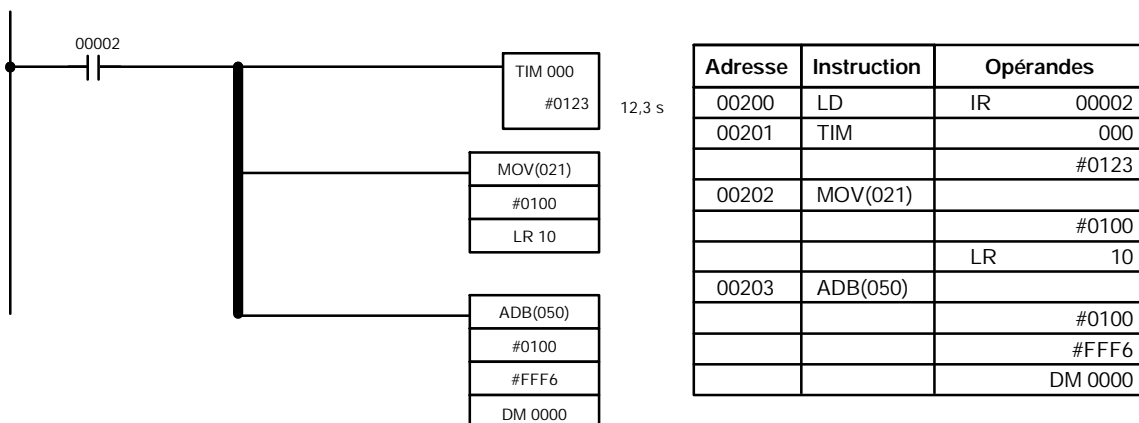 00002
TIM 000
#0123
12,3 s
MOV(021)
#0100
LR 10
ADB(050)
#0100
#FFF6
DM 0000
Adresse Instruction Opérandes
00200 LD IR 00002
00201 TIM 000
#0123
00202 MOV(021)
#0100
LR 10
00203 ADB(050)
#0100
#FFF6
DM 0000